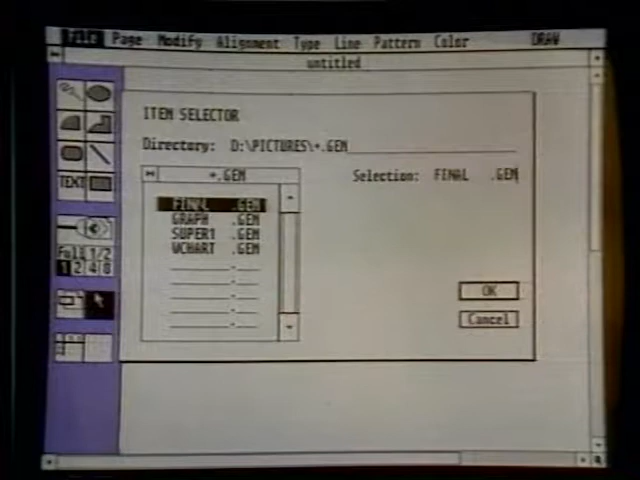 File Page Modify Alignment Type Line Pattern Color DRAW
untitled
ITEM SELECTOR
Directory: D:\PICTURES\*.GEM
*.GEM
Selection: FINAL .GEM
FINAL .GEM
GRAPH .GEM
SUPER1 .GEM
WCHART .GEM
TEXT
Full 1/2
1 2 4 8
OK
Cancel